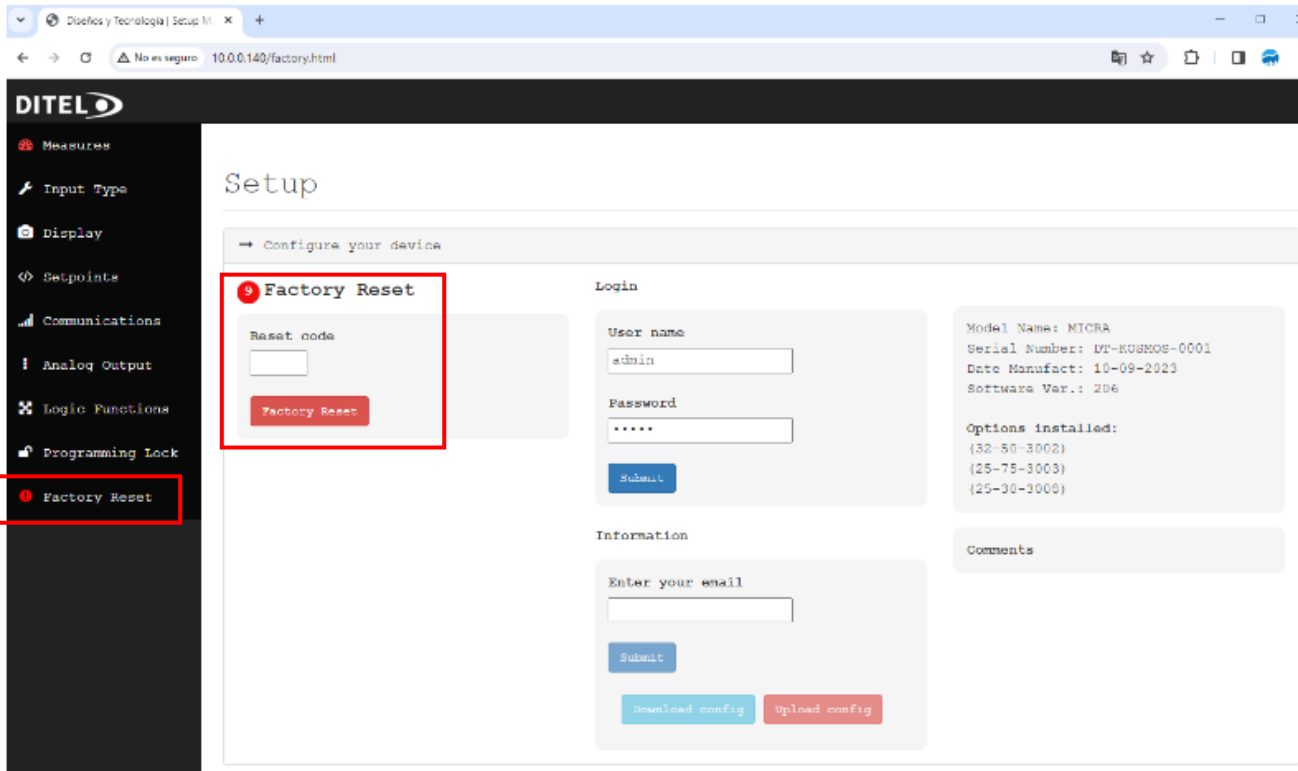 Diseños y Tecnología | Setup M
No es seguro
10.0.0.140/factory.html
DITEL
Measures
Input Type
Display
Setpoints
Communications
Analog Output
Logic Functions
Programming Lock
Factory Reset
Setup
→ Configure your device
9 Factory Reset
Reset code
Factory Reset
Login
User name
admin
Password
•••••
Submit
Information
Enter your email
Submit
Download config
Upload config
Model Name: MICRA
Serial Number: DT-KOSMOS-0001
Date Manufact: 10-09-2023
Software Ver.: 206
Options installed:
(32-50-3002)
(25-75-3003)
(25-30-3008)
Comments